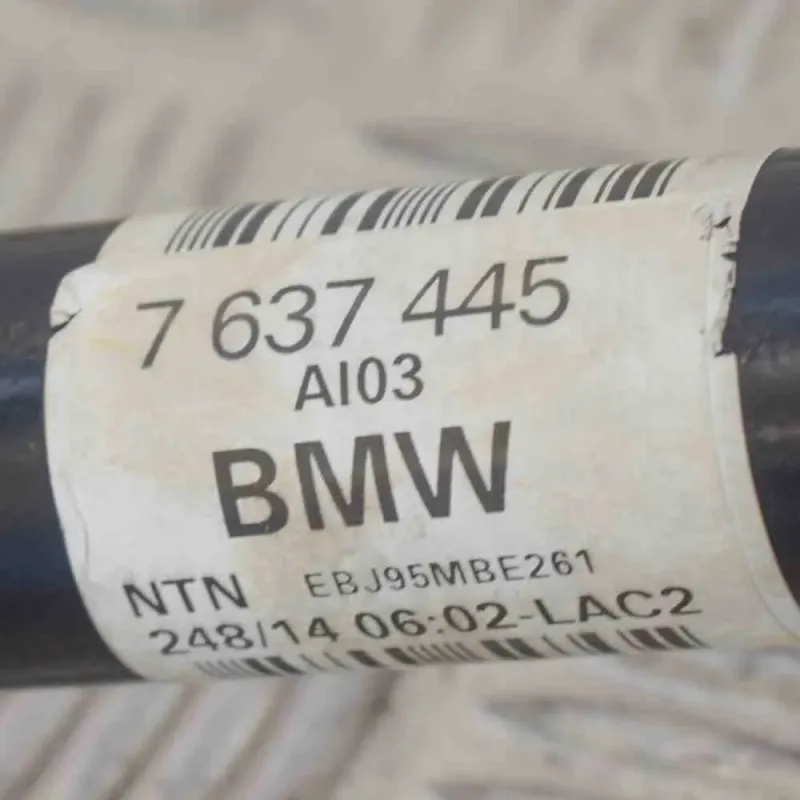 7 637 445
AI03
BMW
NTN EBJ95MBE261
248/14 06:02-LAC2